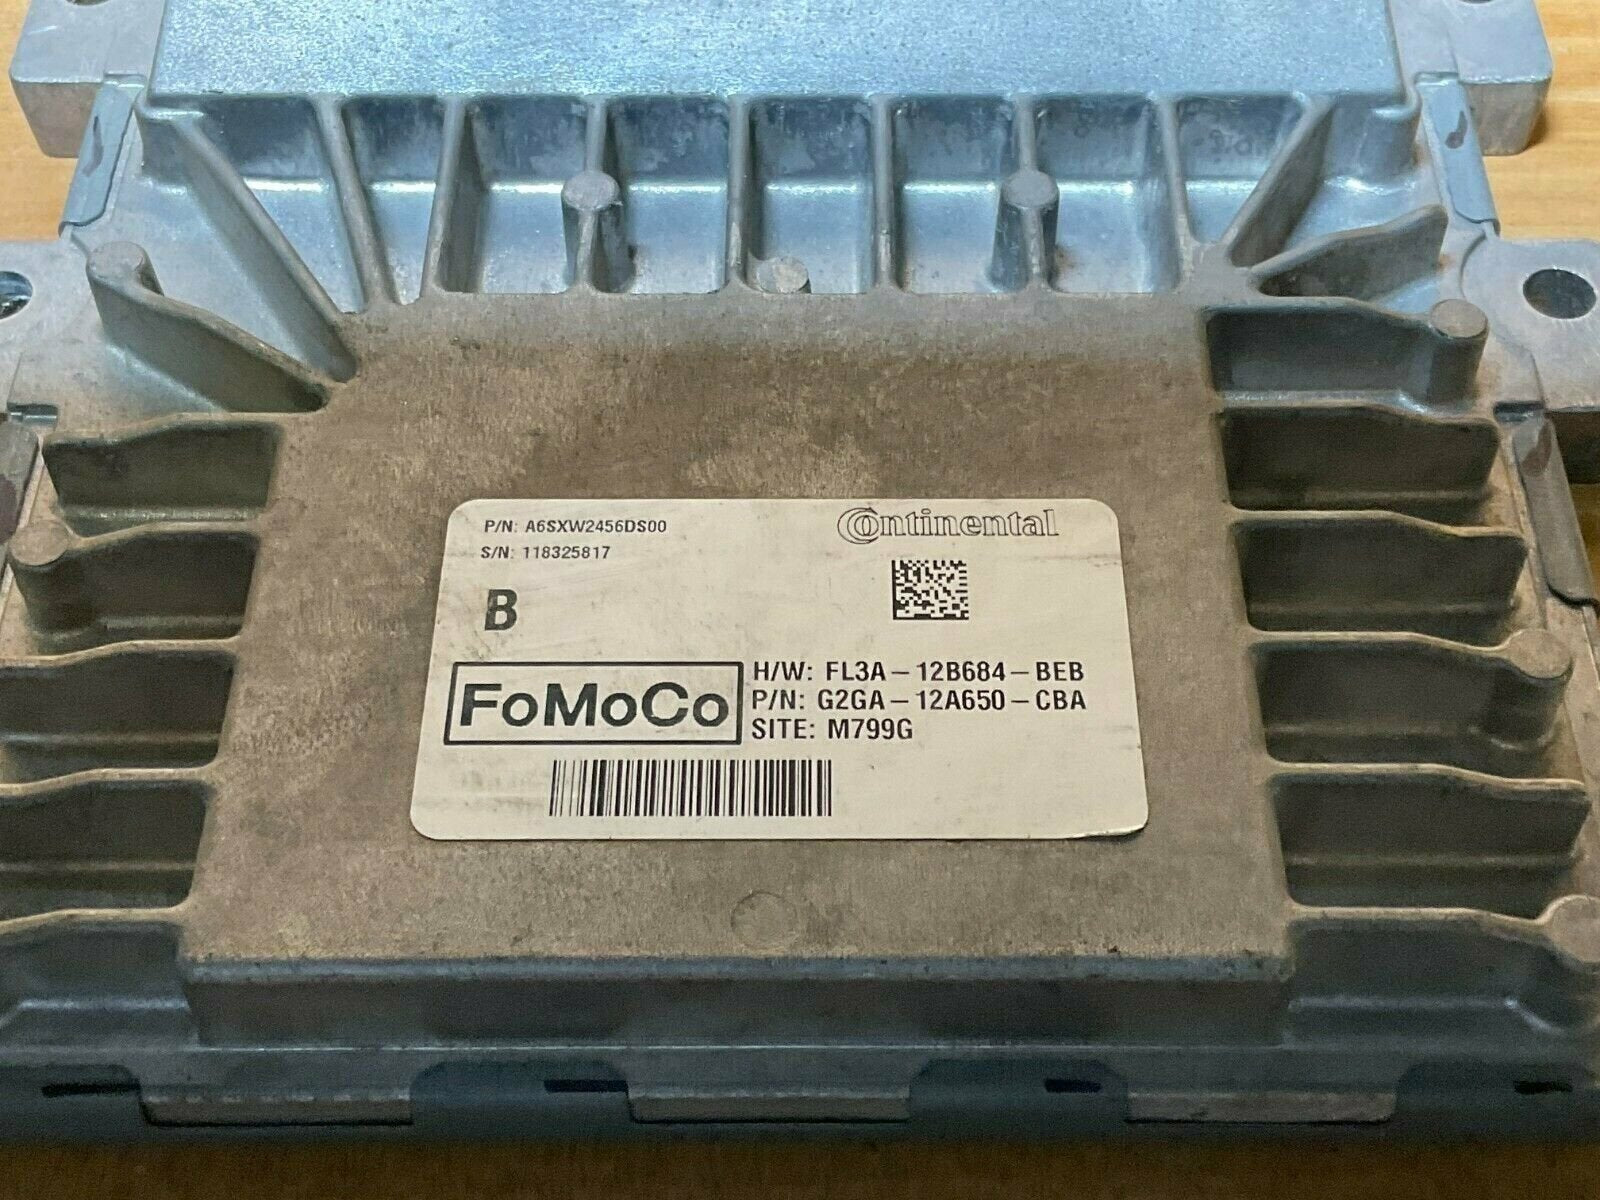 P/N: A6SXW2456DS00
Continental
S/N: 118325817
B
FoMoCo
H/W: FL3A-12B684-BEB
P/N: G2GA-12A650-CBA
SITE: M799G